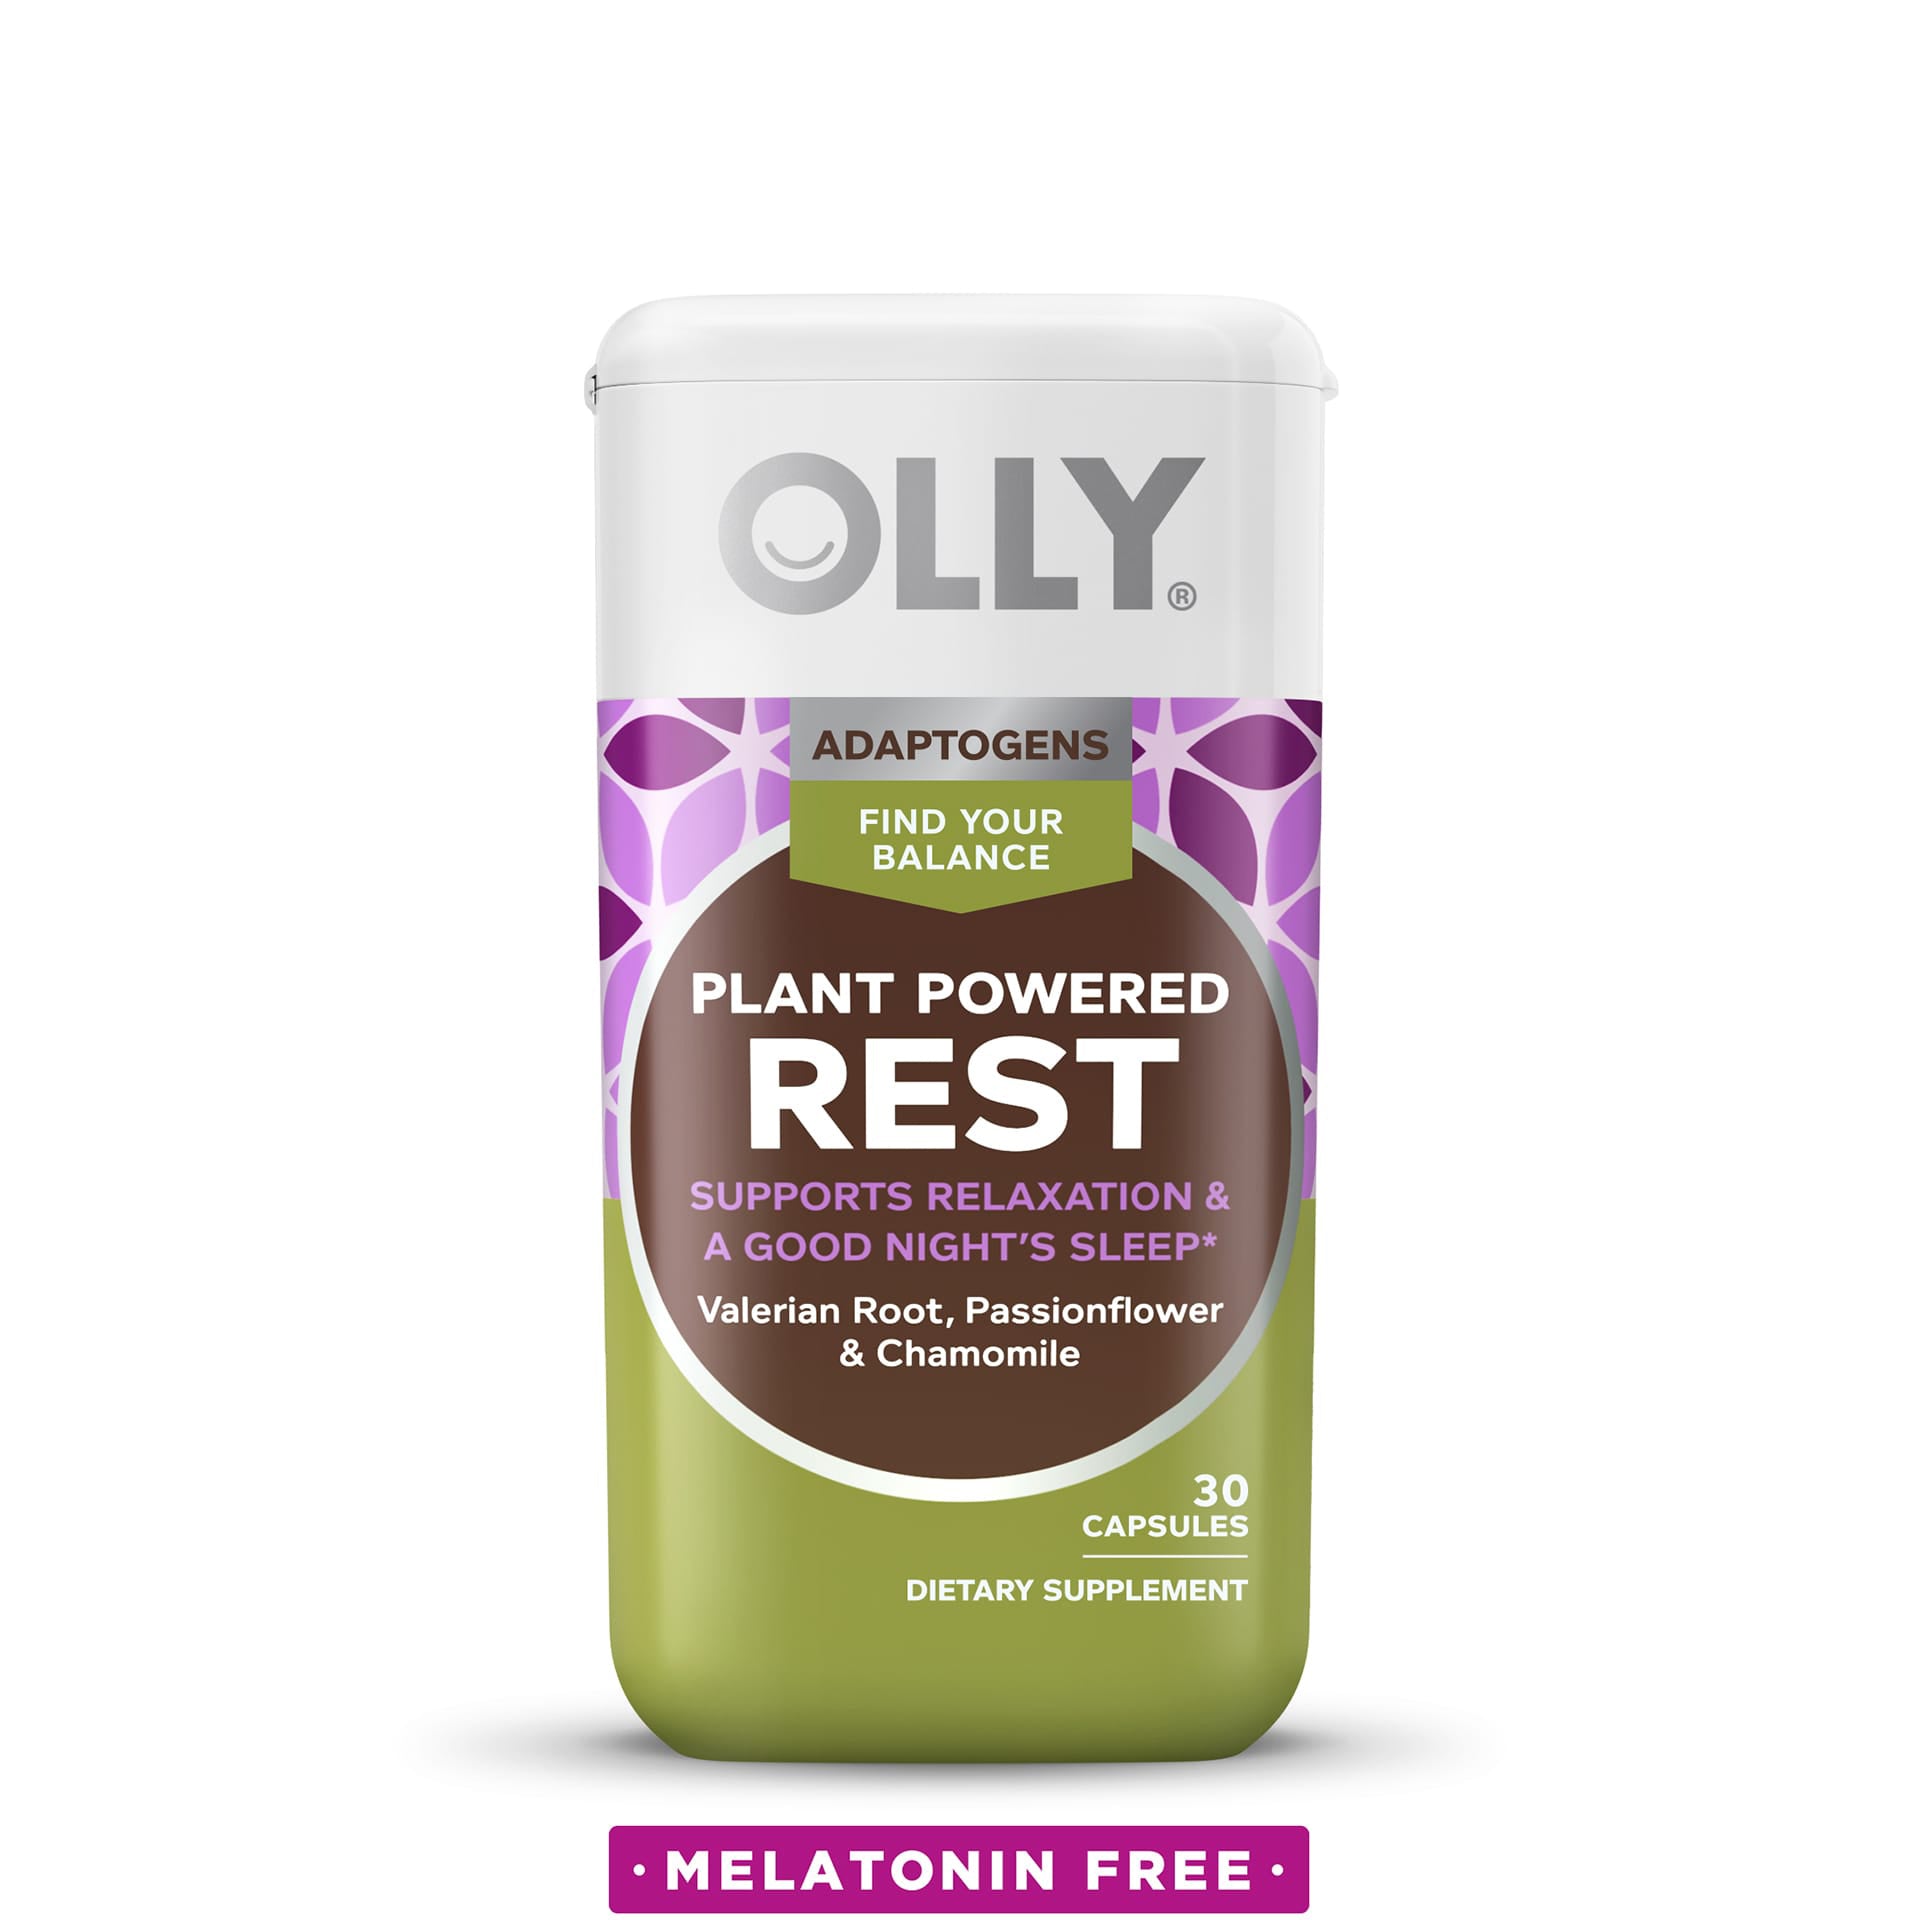 OLLY®
ADAPTOGENS
FIND YOUR
BALANCE
PLANT POWERED
REST
SUPPORTS RELAXATION &
A GOOD NIGHT'S SLEEP*
Valerian Root, Passionflower
& Chamomile
30
CAPSULES
DIETARY SUPPLEMENT
• MELATONIN FREE •